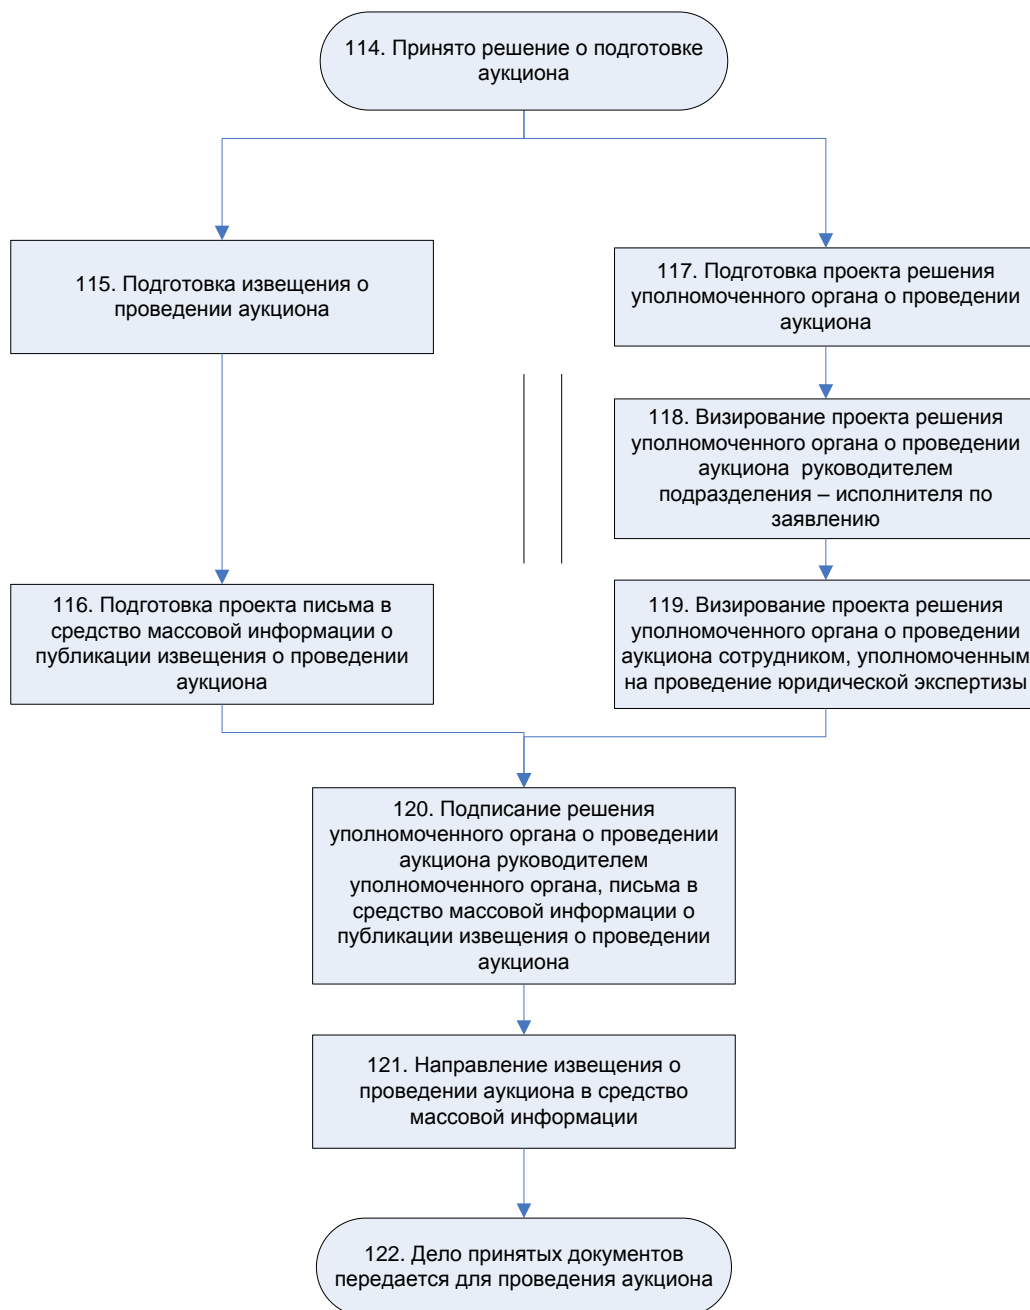 114. Принято решение о подготовке
аукциона
115. Подготовка извещения о
проведении аукциона
117. Подготовка проекта решения
уполномоченного органа о проведении
аукциона
118. Визирование проекта решения
уполномоченного органа о проведении
аукциона руководителем
подразделения – исполнителя по
заявлению
116. Подготовка проекта письма в
средство массовой информации о
публикации извещения о проведении
аукциона
119. Визирование проекта решения
уполномоченного органа о проведении
аукциона сотрудником, уполномоченным
на проведение юридической экспертизы
120. Подписание решения
уполномоченного органа о проведении
аукциона руководителем
уполномоченного органа, письма в
средство массовой информации о
публикации извещения о проведении
аукциона
121. Направление извещения о
проведении аукциона в средство
массовой информации
122. Дело принятых документов
передается для проведения аукциона